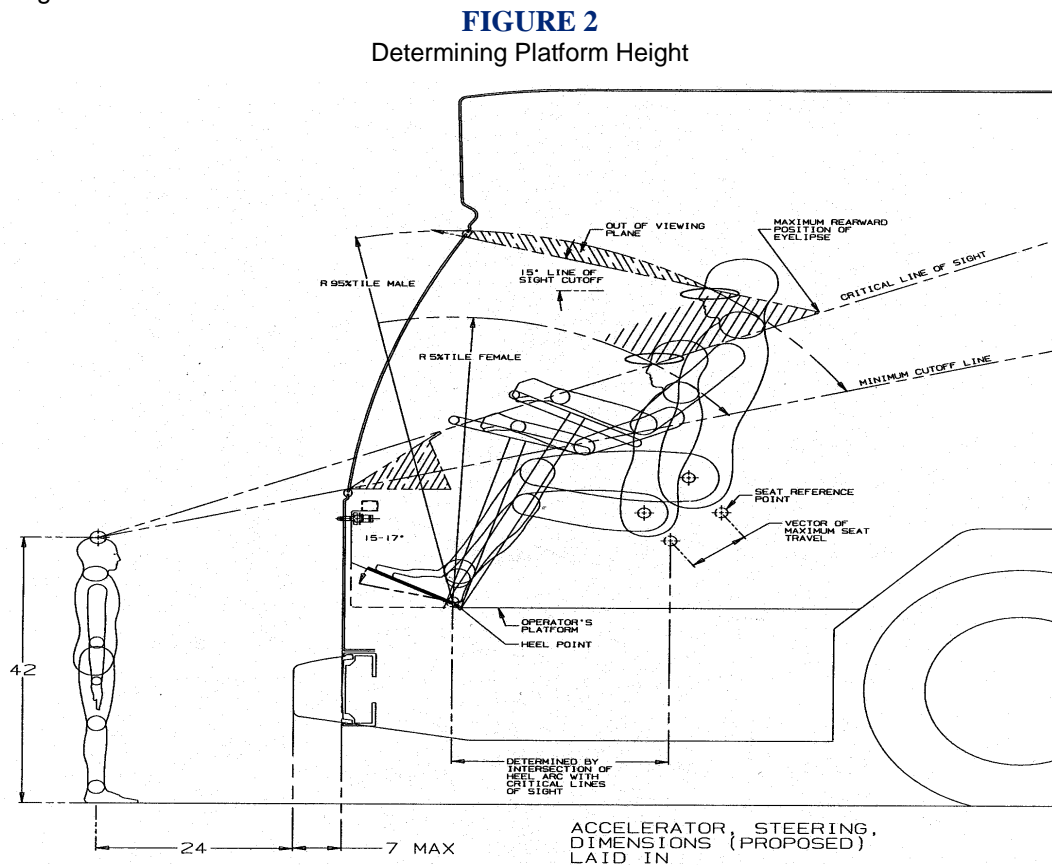 FIGURE 2
Determining Platform Height
OUT OF VIEWING
PLANE
MAXIMUM REARWARD
POSITION OF
EYELIPSE
15° LINE OF
SIGHT CUTOFF
CRITICAL LINE OF SIGHT
R 95%TILE MALE
MINIMUM CUTOFF LINE
R 5%TILE FEMALE
SEAT REFERENCE
POINT
VECTOR OF
MAXIMUM SEAT
TRAVEL
15-17°
OPERATOR'S
PLATFORM
HEEL POINT
42
DETERMINED BY
INTERSECTION OF
HEEL ARC WITH
CRITICAL LINES
OF SIGHT
24
7 MAX
ACCELERATOR, STEERING,
DIMENSIONS (PROPOSED)
LAID IN